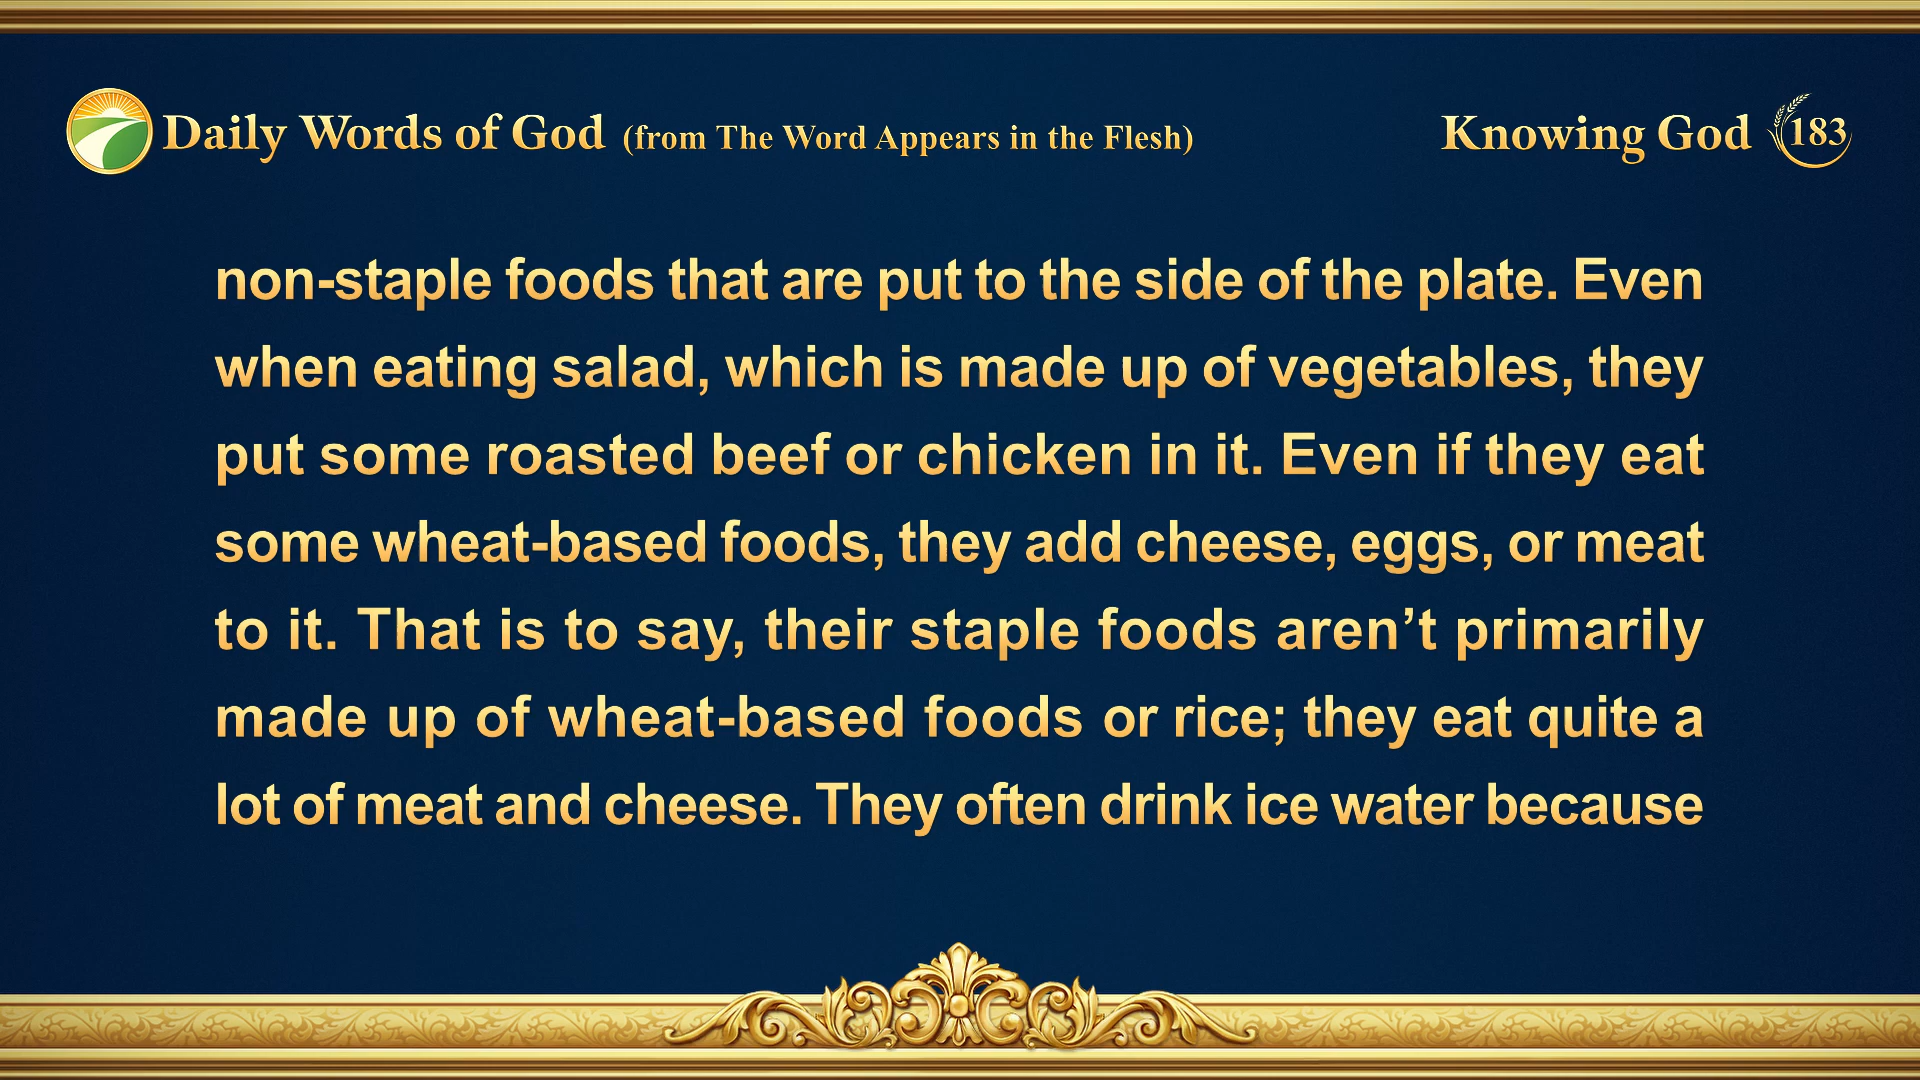 Daily Words of God (from The Word Appears in the Flesh)
Knowing God 183
non-staple foods that are put to the side of the plate. Even
when eating salad, which is made up of vegetables, they
put some roasted beef or chicken in it. Even if they eat
some wheat-based foods, they add cheese, eggs, or meat
to it. That is to say, their staple foods aren’t primarily
made up of wheat-based foods or rice; they eat quite a
lot of meat and cheese. They often drink ice water because